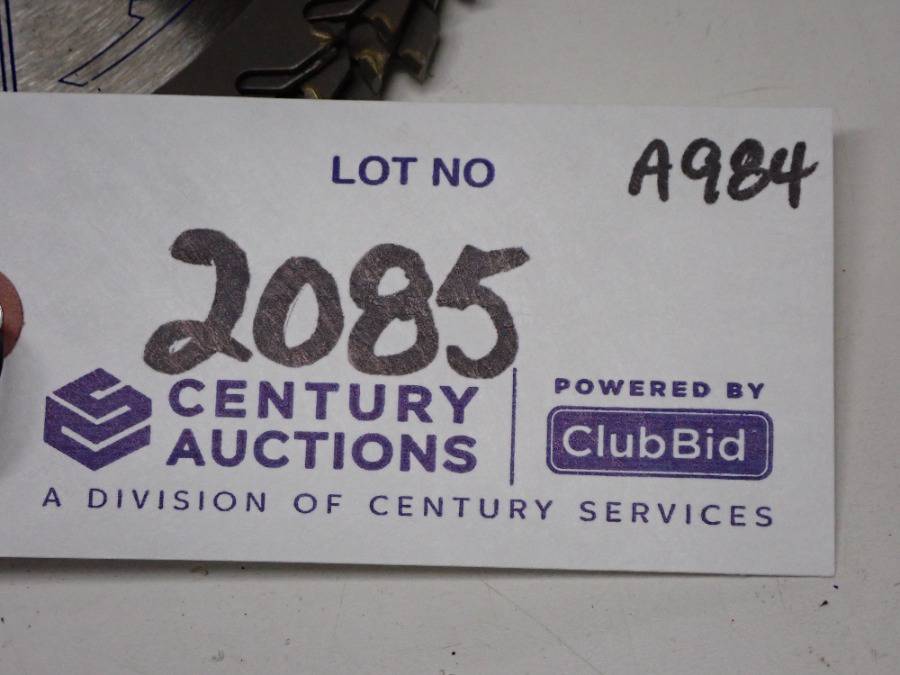 LOT NO
A984
2085
CENTURY
AUCTIONS
POWERED BY
ClubBid
A DIVISION OF CENTURY SERVICES